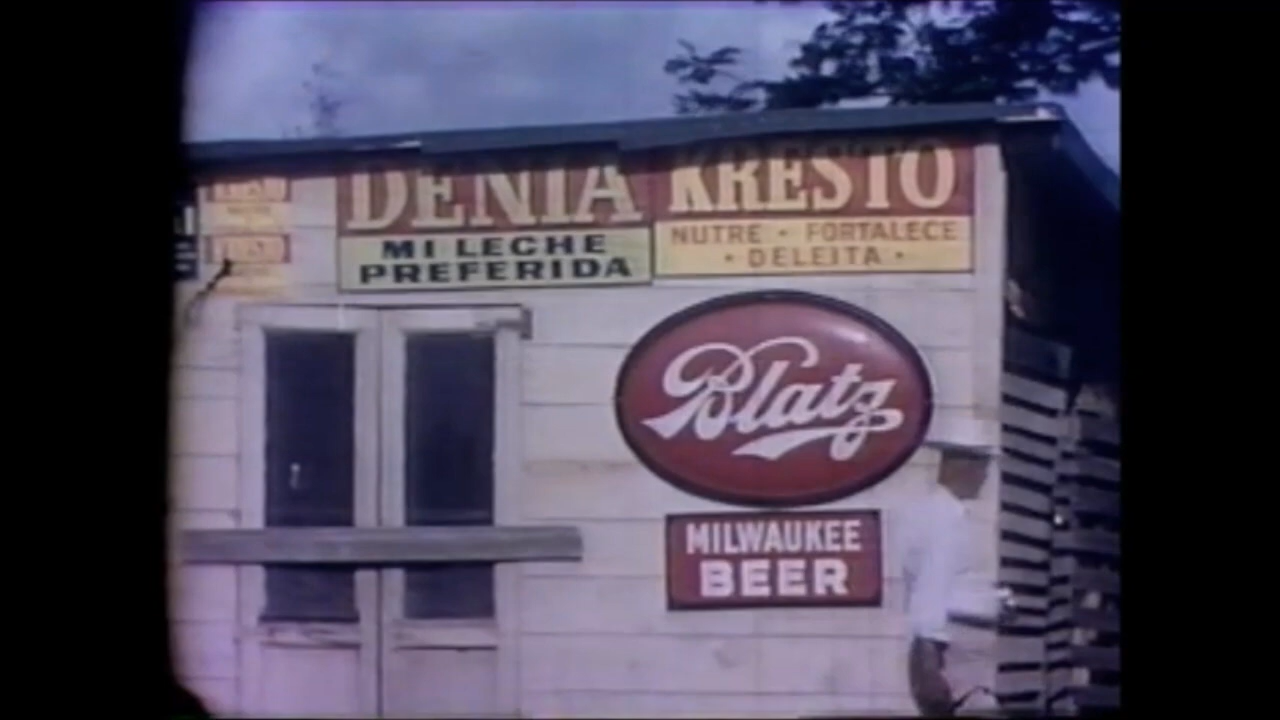 DENIA
MI LECHE
PREFERIDA
KRESTO
NUTRE · FORTALECE
· DELEITA ·
Blatz
MILWAUKEE
BEER